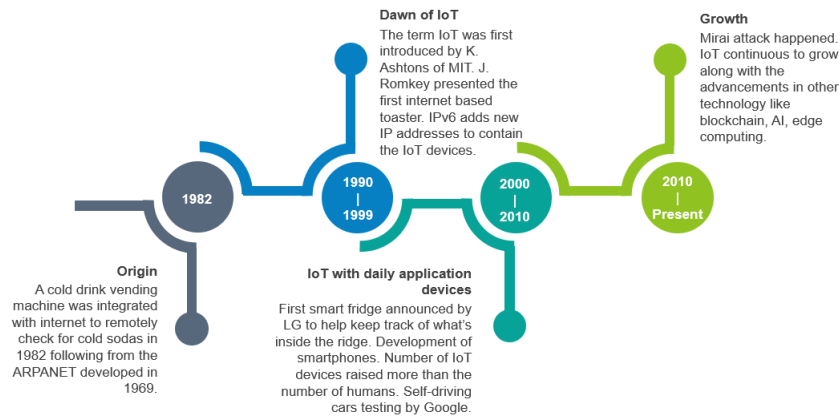 Dawn of IoT
The term IoT was first
introduced by K.
Ashtons of MIT. J.
Romkey presented the
first internet based
toaster. IPv6 adds new
IP addresses to contain
the IoT devices.
Growth
Mirai attack happened.
IoT continuous to grow
along with the
advancements in other
technology like
blockchain, AI, edge
computing.
1982
1990
|
1999
2000
|
2010
2010
|
Present
Origin
A cold drink vending
machine was integrated
with internet to remotely
check for cold sodas in
1982 following from the
ARPANET developed in
1969.
IoT with daily application
devices
First smart fridge announced by
LG to help keep track of what's
inside the ridge. Development of
smartphones. Number of IoT
devices raised more than the
number of humans. Self-driving
cars testing by Google.